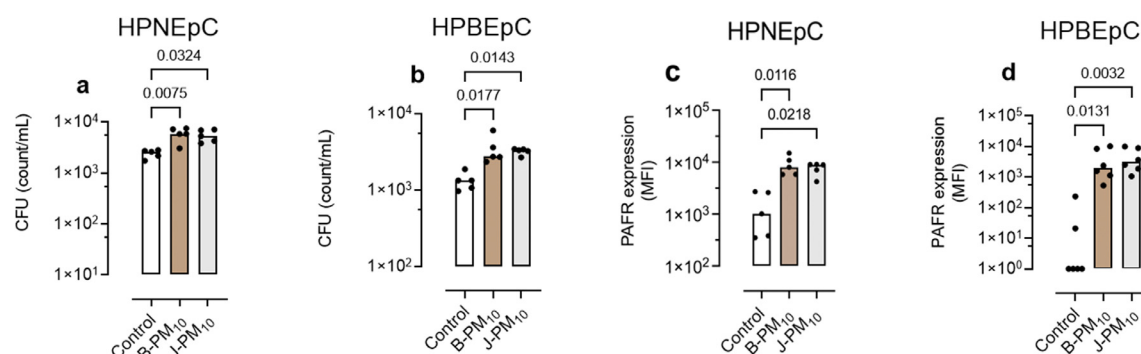 HPNEpC
a
0.0324
0.0075
CFU (count/mL)
1×10⁴
1×10³
1×10²
1×10¹
Control
B-PM₁₀
J-PM₁₀
HPBEpC
b
0.0143
0.0177
CFU (count/mL)
1×10⁴
1×10³
1×10²
Control
B-PM₁₀
J-PM₁₀
HPNEpC
c
0.0116
0.0218
PAFR expression
(MFI)
1×10⁵
1×10⁴
1×10³
1×10²
Control
B-PM₁₀
J-PM₁₀
HPBEpC
d
0.0032
0.0131
PAFR expression
(MFI)
1×10⁵
1×10⁴
1×10³
1×10²
1×10¹
1×10⁰
Control
B-PM₁₀
J-PM₁₀